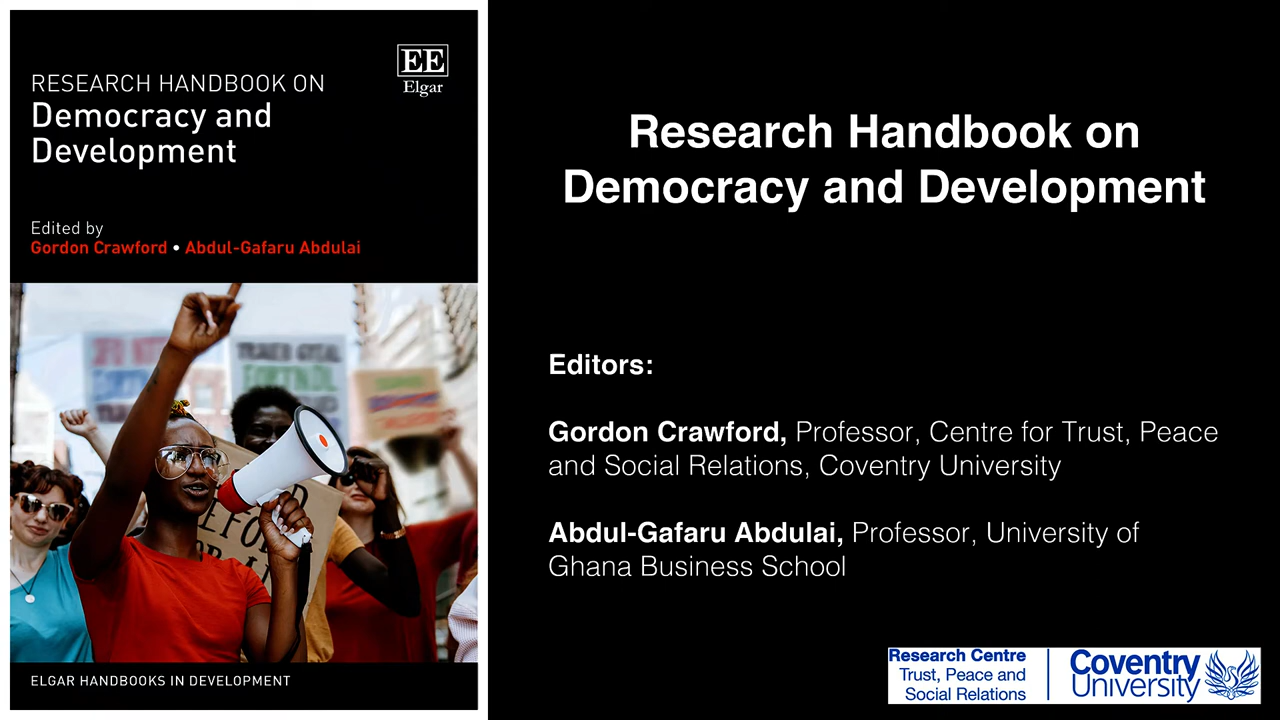 RESEARCH HANDBOOK ON
Democracy and
Development
EE
Elgar
Edited by
Gordon Crawford • Abdul-Gafaru Abdulai
ELGAR HANDBOOKS IN DEVELOPMENT
Research Handbook on
Democracy and Development
Editors:
Gordon Crawford, Professor, Centre for Trust, Peace
and Social Relations, Coventry University
Abdul-Gafaru Abdulai, Professor, University of
Ghana Business School
Research Centre
Trust, Peace and
Social Relations
Coventry
University